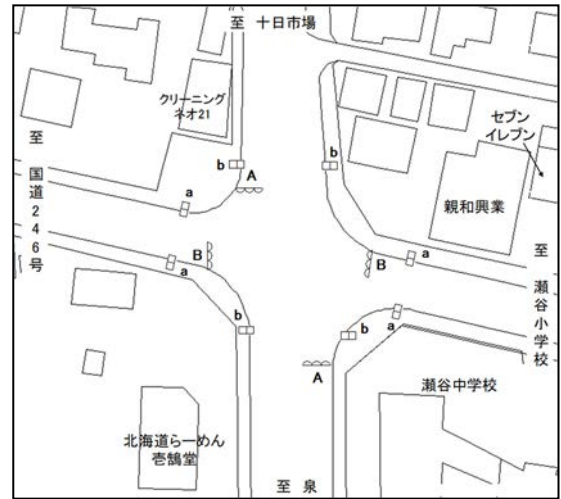 至 十日市場
クリーニング
ネオ21
セブン
イレブン
至
国道246号
b
A
b
a
親和興業
a
B
B
a
至
瀬谷小学校
a
b
b
A
瀬谷中学校
北海道らーめん
壱鵠堂
至 泉